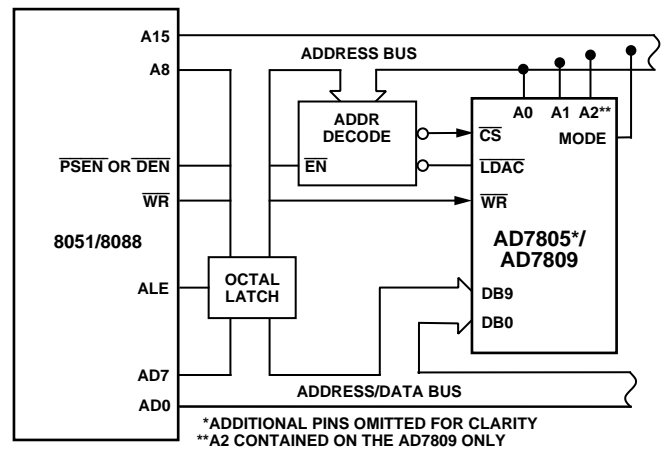 A15
ADDRESS BUS
A8
A0 A1 A2**
ADDR
DECODE
CS
MODE
PSEN OR DEN
EN
LDAC
WR
WR
8051/8088
AD7805*/
AD7809
OCTAL
LATCH
ALE
DB9
DB0
AD7
ADDRESS/DATA BUS
AD0
*ADDITIONAL PINS OMITTED FOR CLARITY
**A2 CONTAINED ON THE AD7809 ONLY